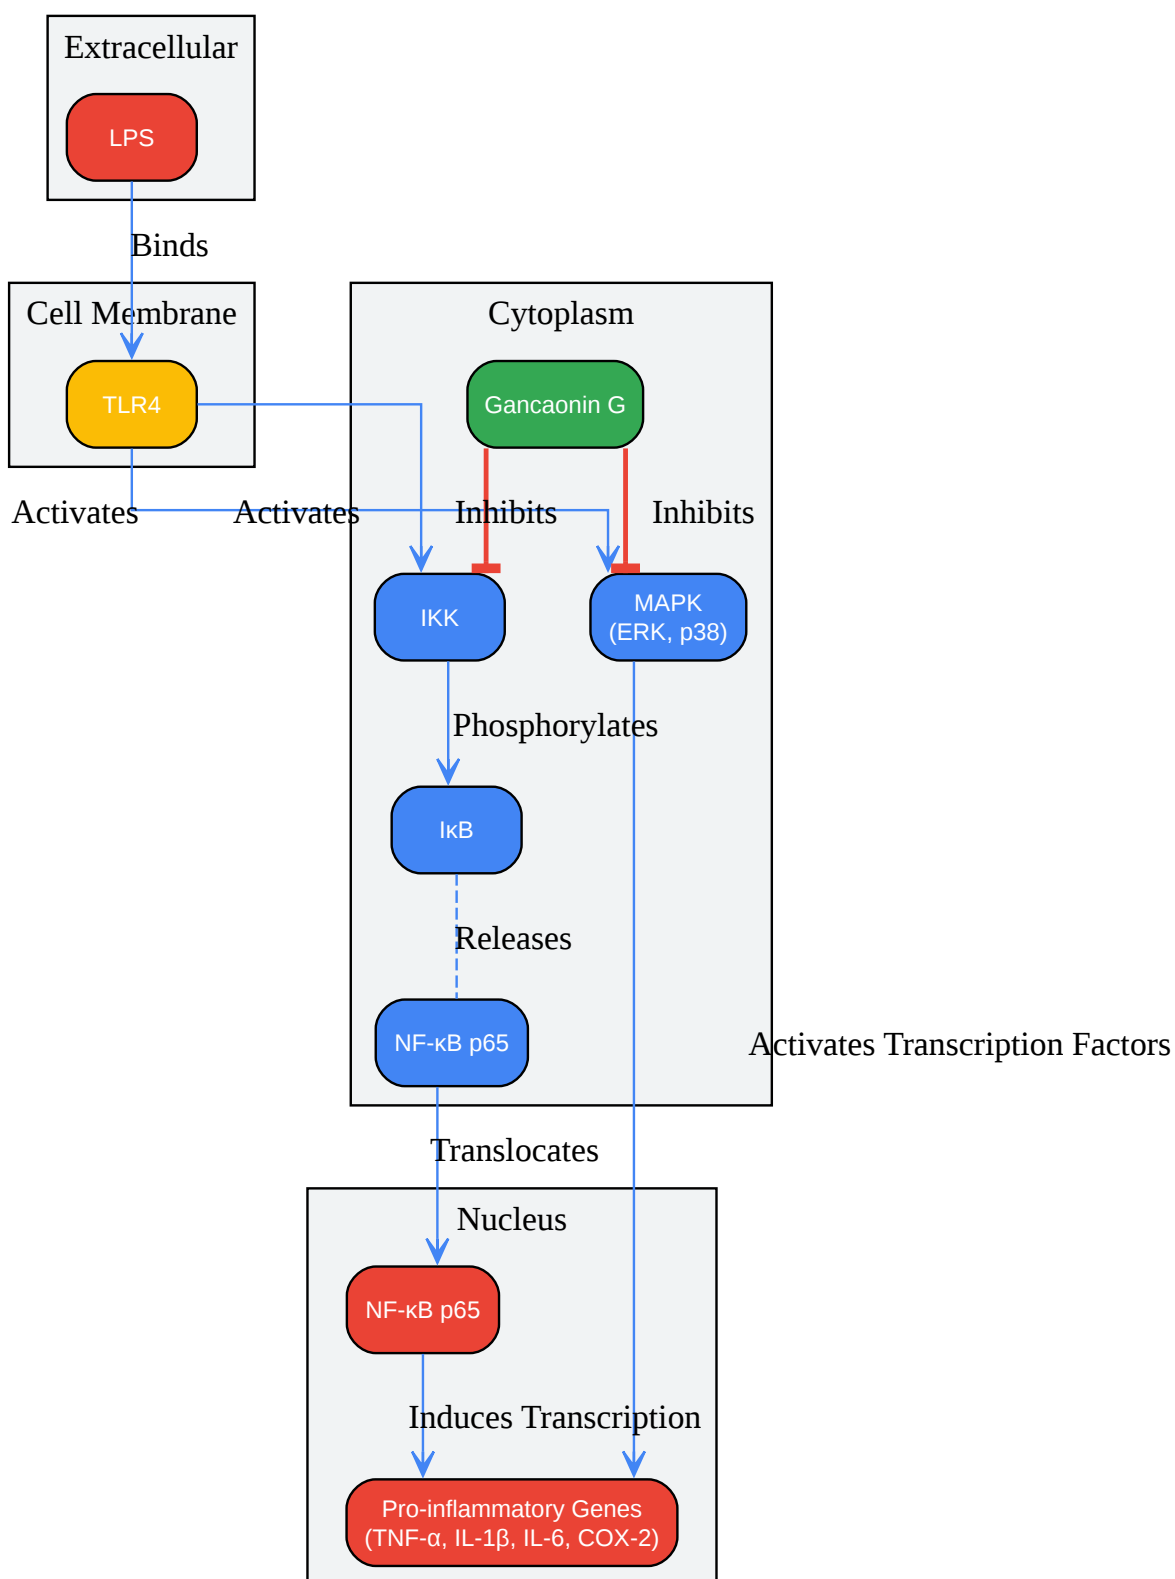 Extracellular
LPS
Binds
Cell Membrane
Cytoplasm
TLR4
Gancaonin G
Activates
Activates
Inhibits
Inhibits
IKK
MAPK
(ERK, p38)
Phosphorylates
IκB
Releases
NF-κB p65
Activates Transcription Factors
Translocates
Nucleus
NF-κB p65
Induces Transcription
Pro-inflammatory Genes
(TNF-α, IL-1β, IL-6, COX-2)